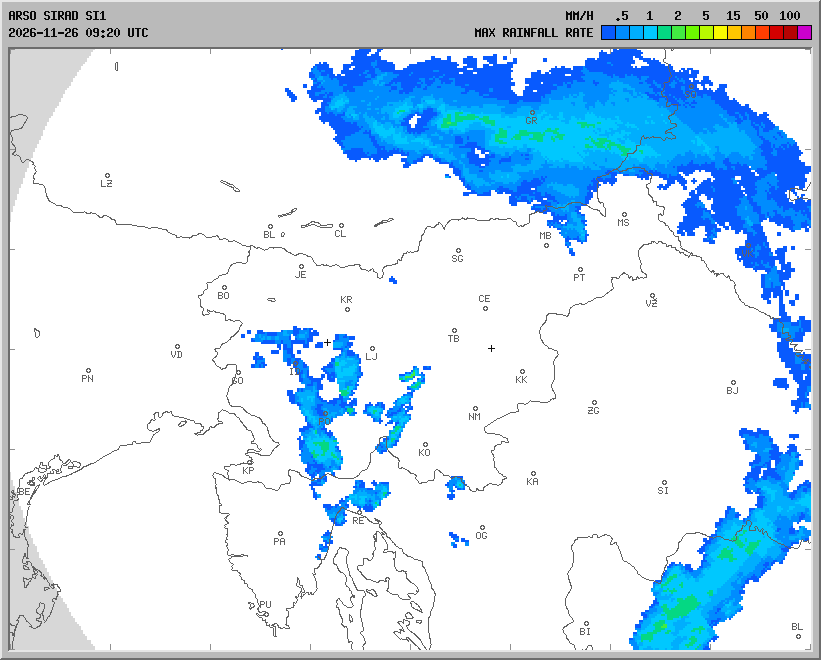 ARSO SIRAD SI1
2026-11-26 09:20 UTC
MM/H .5 1 2 5 15 50 100
MAX RAINFALL RATE
GR
LZ
BL
CL
MS
MB
SG
JE
PT
BO
KR
CE
VZ
TB
VD
LJ
PN
GO
KK
BJ
ZG
NM
KO
KP
KA
SI
BE
RE
OG
PA
PU
BI
BL